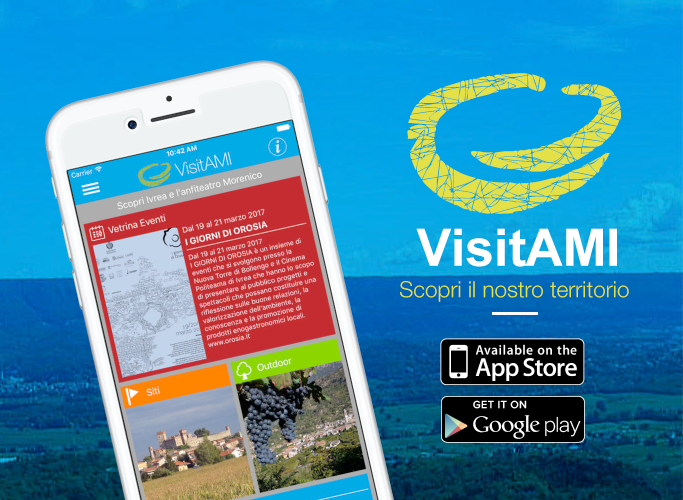 Carrier
10:42 AM
VisitAMI
i
Scopri Ivrea e l'anfiteatro Morenico
Vetrina Eventi
Dal 19 al 21 marzo 2017
I GIORNI DI OROSIA
Dal 19 al 21 marzo 2017
I GIORNI DI OROSIA è un insieme di
eventi che si svolgono presso la
Nuova Torre di Bollengo e il Cinema
Politeama di Ivrea che hanno lo scopo
di presentare al pubblico progetti e
spettacoli che possano costituire una
riflessione sulle buone relazioni, la
valorizzazione dell'ambiente, la
conoscenza e la promozione di
prodotti enogastronomici locali.
www.orosia.it
Siti
Outdoor
VisitAMI
Scopri il nostro territorio
Available on the
App Store
GET IT ON
Google play